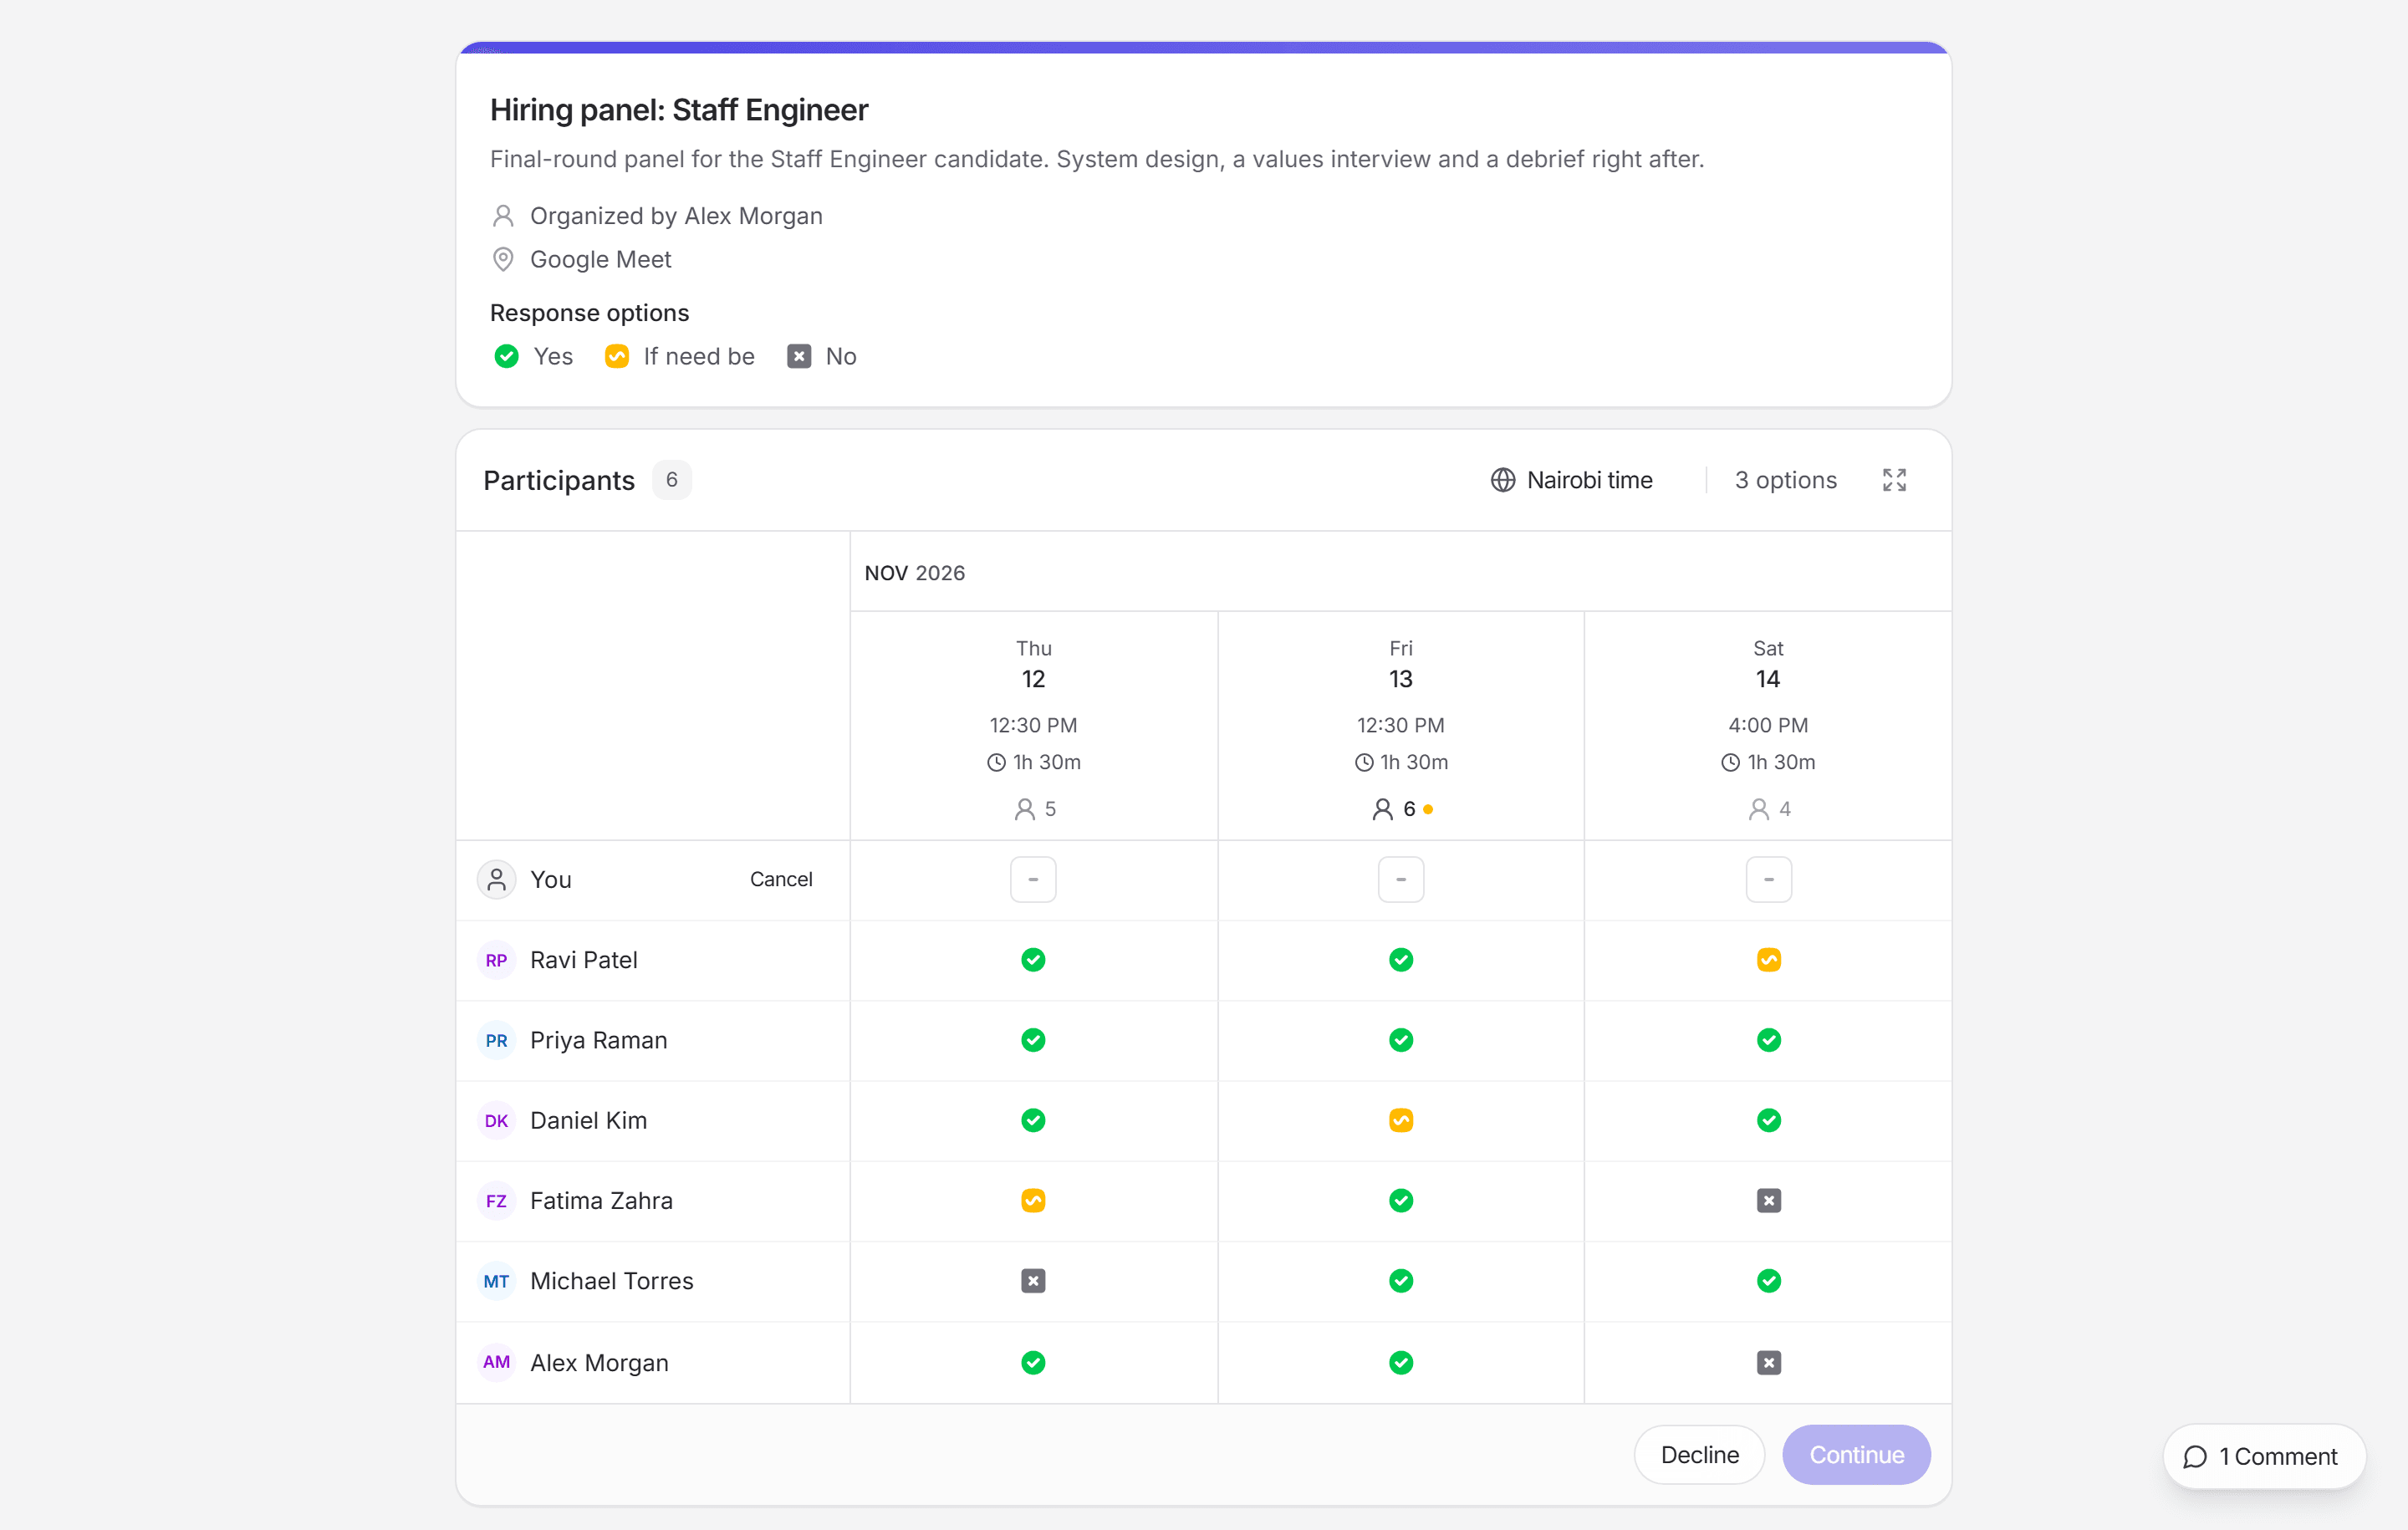 Hiring panel: Staff Engineer
Final-round panel for the Staff Engineer candidate. System design, a values interview and a debrief right after.
Organized by Alex Morgan
Google Meet
Response options
Yes If need be No
Participants 6
Nairobi time 3 options
NOV 2026
Thu Fri Sat
12 13 14
12:30 PM 12:30 PM 4:00 PM
1h 30m 1h 30m 1h 30m
5 6 4
You Cancel - - -
RP Ravi Patel
PR Priya Raman
DK Daniel Kim
FZ Fatima Zahra
MT Michael Torres
AM Alex Morgan
Decline Continue
1 Comment